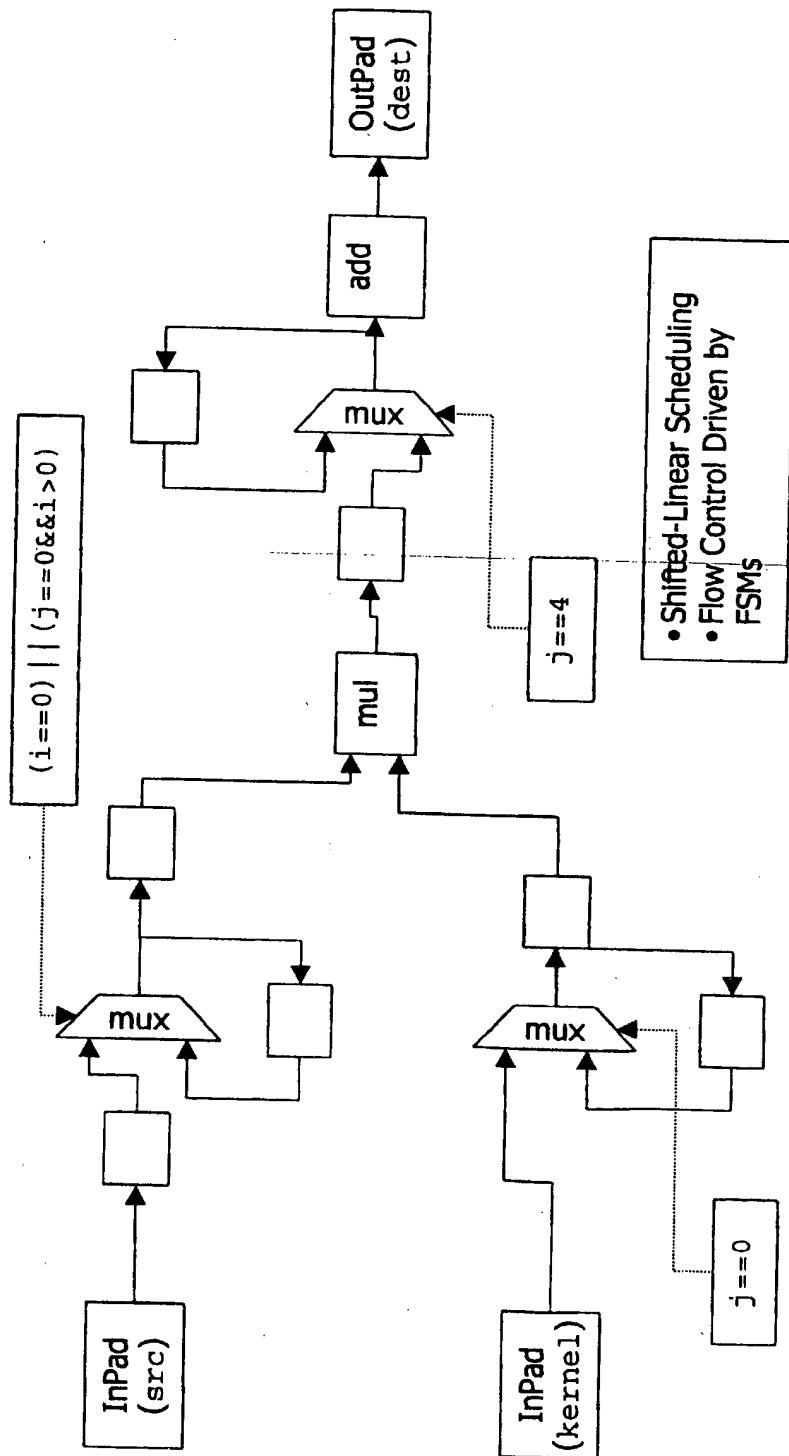 InPad
(src)
mux
(i==0)||(j==0&&i>0)
InPad
(kernel)
mux
j==0
mul
mux
j==4
add
OutPad
(dest)
• Shifted-Linear Scheduling
• Flow Control Driven by
FSMs